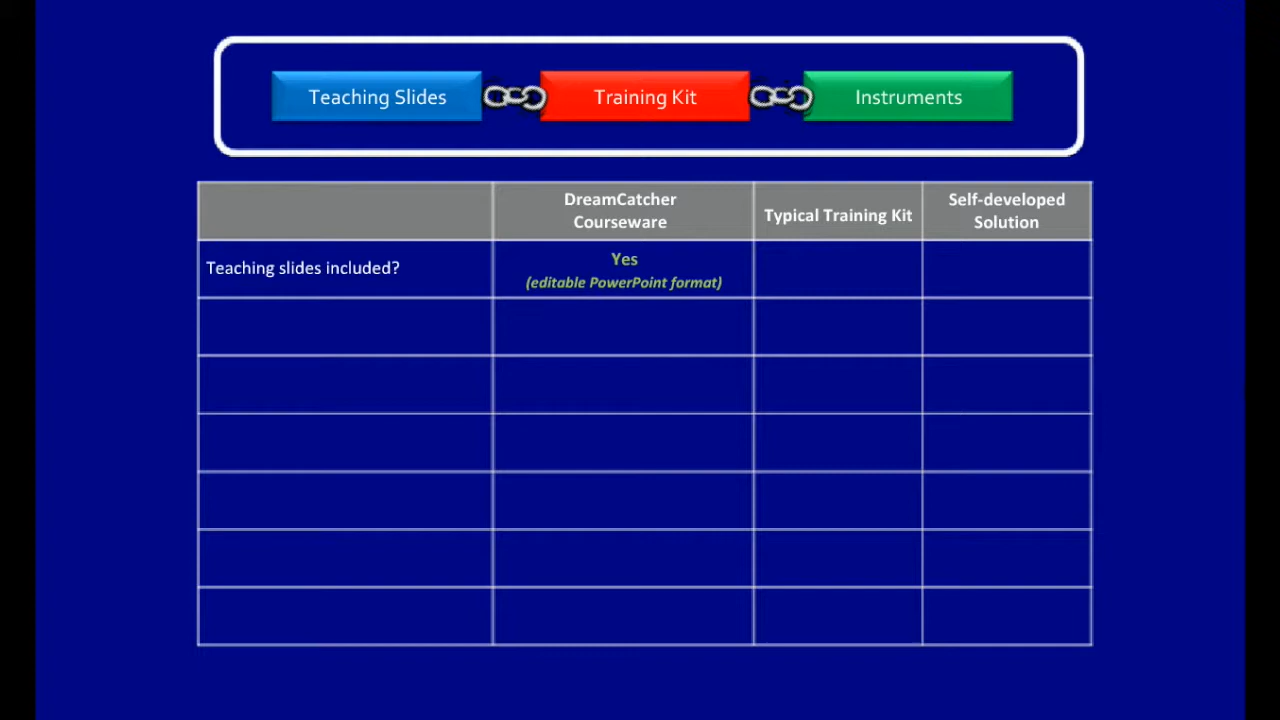 Teaching Slides
Training Kit
Instruments
DreamCatcher
Courseware
Typical Training Kit
Self-developed
Solution
Teaching slides included?
Yes
(editable PowerPoint format)